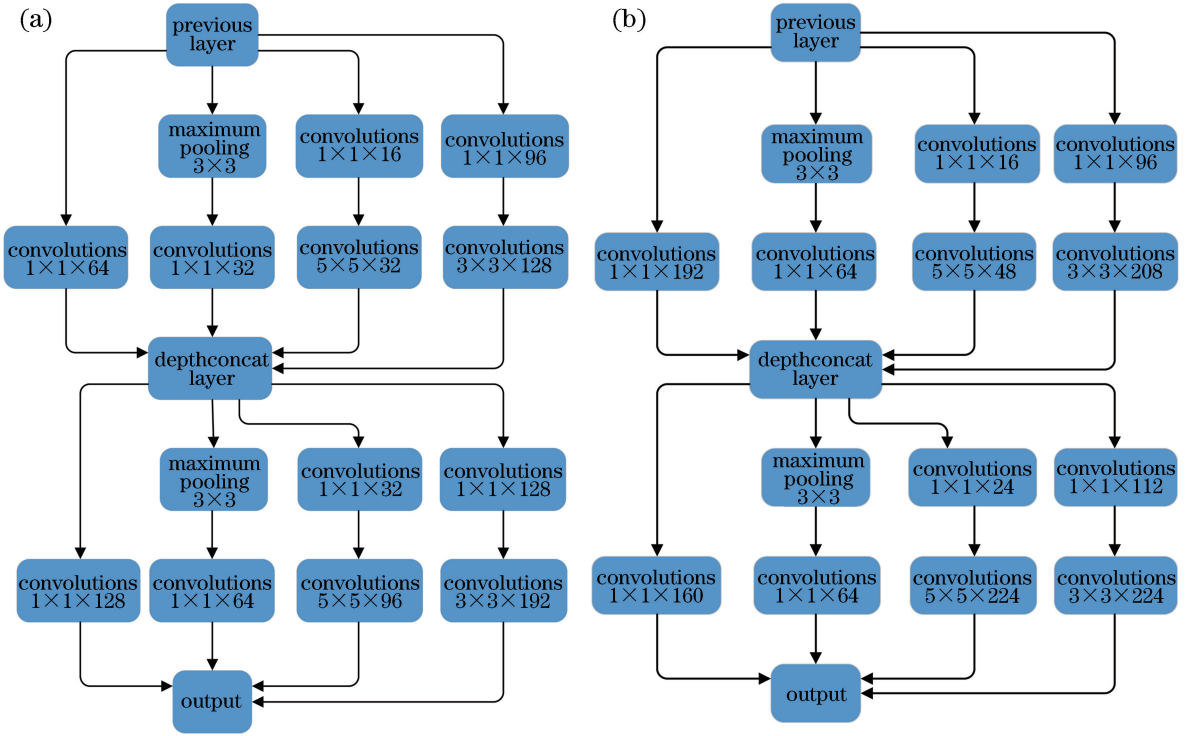 (a)
previous
layer
maximum
pooling
3×3
convolutions
1×1×16
convolutions
1×1×96
convolutions
1×1×64
convolutions
1×1×32
convolutions
5×5×32
convolutions
3×3×128
depthconcat
layer
maximum
pooling
3×3
convolutions
1×1×32
convolutions
1×1×128
convolutions
1×1×128
convolutions
1×1×64
convolutions
5×5×96
convolutions
3×3×192
output
(b)
previous
layer
maximum
pooling
3×3
convolutions
1×1×16
convolutions
1×1×96
convolutions
1×1×192
convolutions
1×1×64
convolutions
5×5×48
convolutions
3×3×208
depthconcat
layer
maximum
pooling
3×3
convolutions
1×1×24
convolutions
1×1×112
convolutions
1×1×160
convolutions
1×1×64
convolutions
5×5×224
convolutions
3×3×224
output